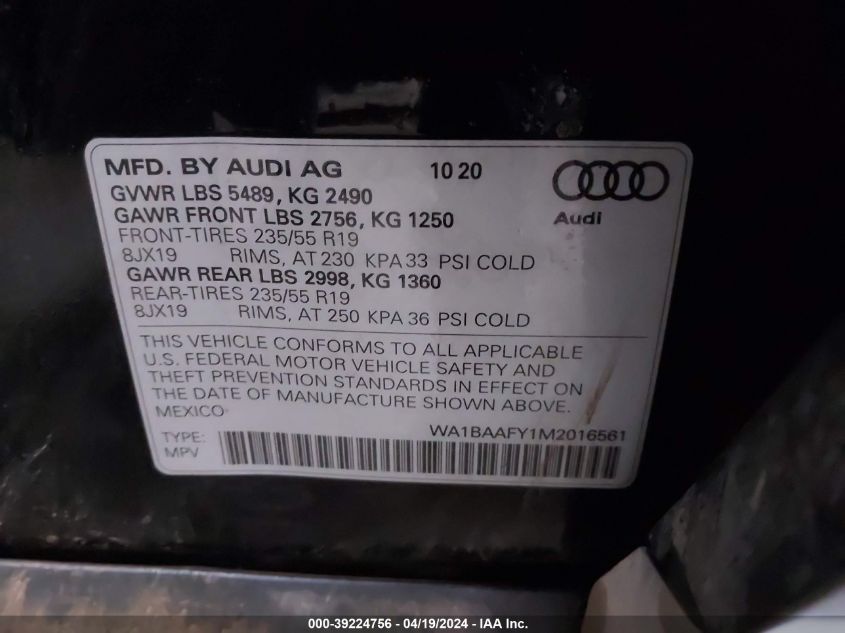 MFD. BY AUDI AG 10 20
GVWR LBS 5489, KG 2490
GAWR FRONT LBS 2756, KG 1250
Audi
FRONT-TIRES 235/55 R19
8JX19 RIMS, AT 230 KPA 33 PSI COLD
GAWR REAR LBS 2998, KG 1360
REAR-TIRES 235/55 R19
8JX19 RIMS, AT 250 KPA 36 PSI COLD
THIS VEHICLE CONFORMS TO ALL APPLICABLE
U.S. FEDERAL MOTOR VEHICLE SAFETY AND
THEFT PREVENTION STANDARDS IN EFFECT ON
THE DATE OF MANUFACTURE SHOWN ABOVE.
MEXICO
WA1BAAFY1M2016561
TYPE:
MPV
000-39224756 - 04/19/2024 - IAA Inc.